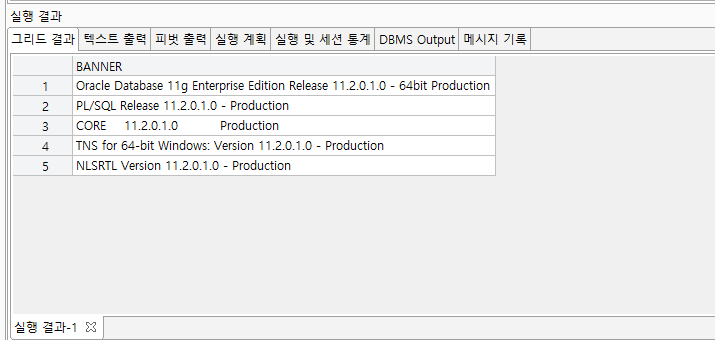 실행 결과
그리드 결과 텍스트 출력 피벗 출력 실행 계획 실행 및 세션 통계 DBMS Output 메시지 기록
BANNER
1 Oracle Database 11g Enterprise Edition Release 11.2.0.1.0 - 64bit Production
2 PL/SQL Release 11.2.0.1.0 - Production
3 CORE 11.2.0.1.0 Production
4 TNS for 64-bit Windows: Version 11.2.0.1.0 - Production
5 NLSRTL Version 11.2.0.1.0 - Production
실행 결과-1